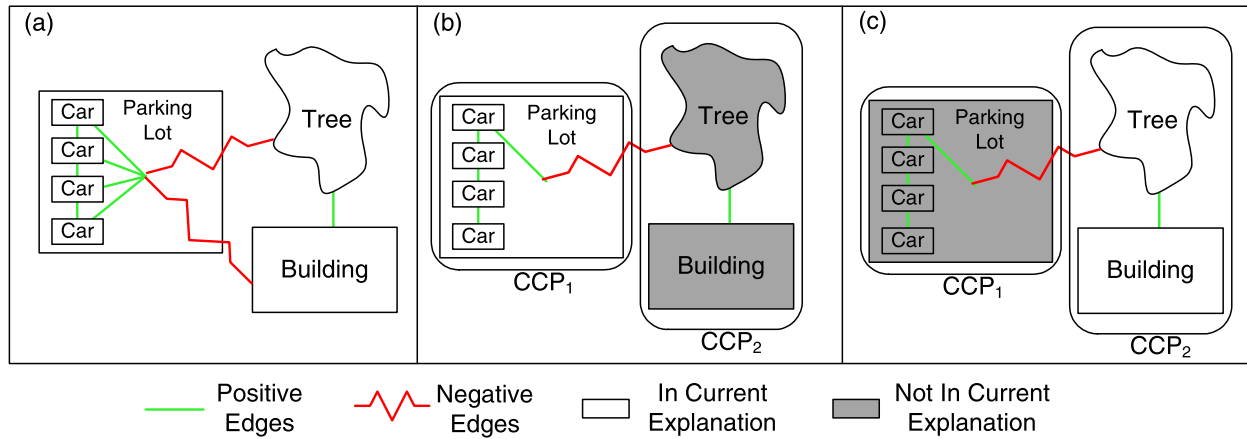 (a)
Car
Car
Car
Car
Parking
Lot
Tree
Building
(b)
Car
Car
Car
Car
Parking
Lot
Tree
Building
CCP₁
CCP₂
(c)
Car
Car
Car
Car
Parking
Lot
Tree
Building
CCP₁
CCP₂
Positive
Edges
Negative
Edges
In Current
Explanation
Not In Current
Explanation